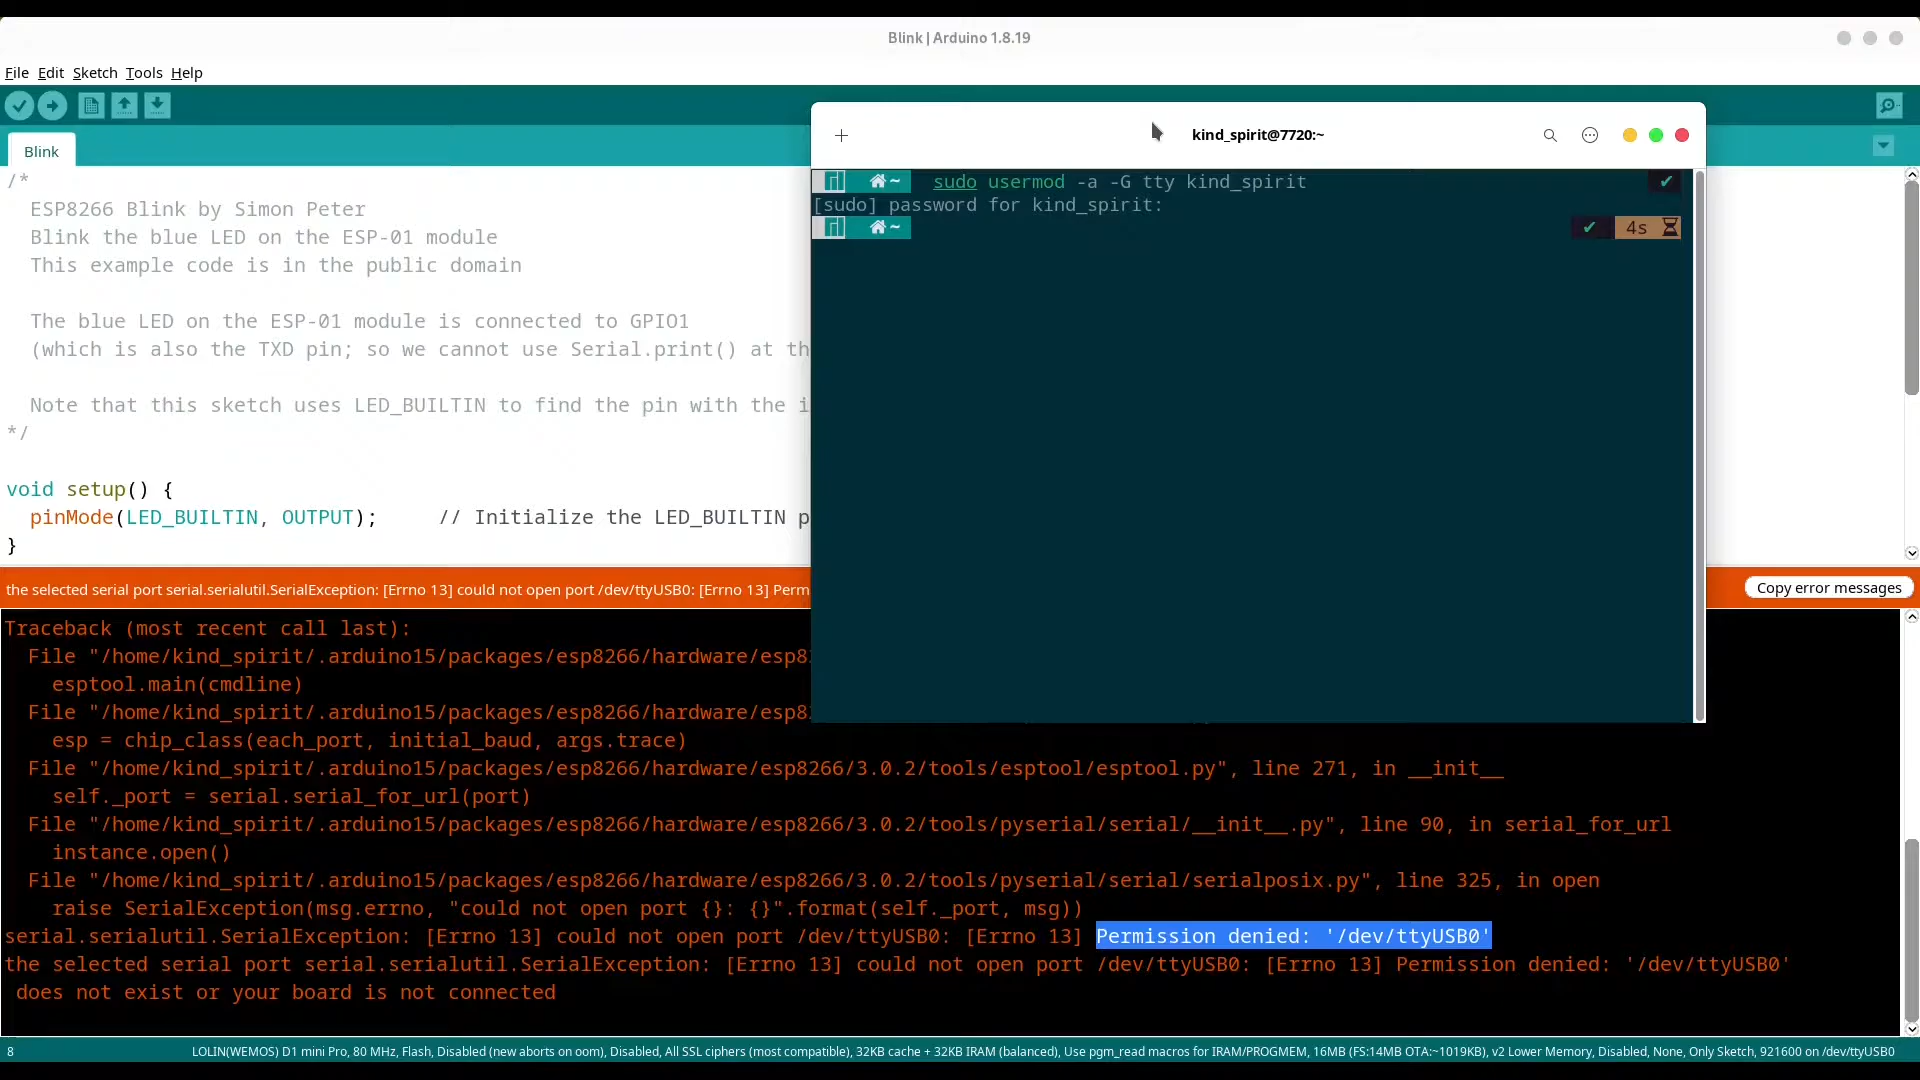 Blink | Arduino 1.8.19
File Edit Sketch Tools Help
Blink
/*
ESP8266 Blink by Simon Peter
Blink the blue LED on the ESP-01 module
This example code is in the public domain
The blue LED on the ESP-01 module is connected to GPIO1
(which is also the TXD pin; so we cannot use Serial.print() at th
Note that this sketch uses LED_BUILTIN to find the pin with the i
*/
void setup() {
pinMode(LED_BUILTIN, OUTPUT);     // Initialize the LED_BUILTIN p
}
kind_spirit@7720:~
~ sudo usermod -a -G tty kind_spirit ✔
[sudo] password for kind_spirit:
~ ✔ 4s
the selected serial port serial.serialutil.SerialException: [Errno 13] could not open port /dev/ttyUSB0: [Errno 13] Perm
Copy error messages
Traceback (most recent call last):
File "/home/kind_spirit/.arduino15/packages/esp8266/hardware/esp8
esptool.main(cmdline)
File "/home/kind_spirit/.arduino15/packages/esp8266/hardware/esp8
esp = chip_class(each_port, initial_baud, args.trace)
File "/home/kind_spirit/.arduino15/packages/esp8266/hardware/esp8266/3.0.2/tools/esptool/esptool.py", line 271, in __init__
self._port = serial.serial_for_url(port)
File "/home/kind_spirit/.arduino15/packages/esp8266/hardware/esp8266/3.0.2/tools/pyserial/serial/__init__.py", line 90, in serial_for_url
instance.open()
File "/home/kind_spirit/.arduino15/packages/esp8266/hardware/esp8266/3.0.2/tools/pyserial/serial/serialposix.py", line 325, in open
raise SerialException(msg.errno, "could not open port {}: {}".format(self._port, msg))
serial.serialutil.SerialException: [Errno 13] could not open port /dev/ttyUSB0: [Errno 13] Permission denied: '/dev/ttyUSB0'
the selected serial port serial.serialutil.SerialException: [Errno 13] could not open port /dev/ttyUSB0: [Errno 13] Permission denied: '/dev/ttyUSB0'
does not exist or your board is not connected
8
LOLIN(WEMOS) D1 mini Pro, 80 MHz, Flash, Disabled (new aborts on oom), Disabled, All SSL ciphers (most compatible), 32KB cache + 32KB IRAM (balanced), Use pgm_read macros for IRAM/PROGMEM, 16MB (FS:14MB OTA:~1019KB), v2 Lower Memory, Disabled, None, Only Sketch, 921600 on /dev/ttyUSB0